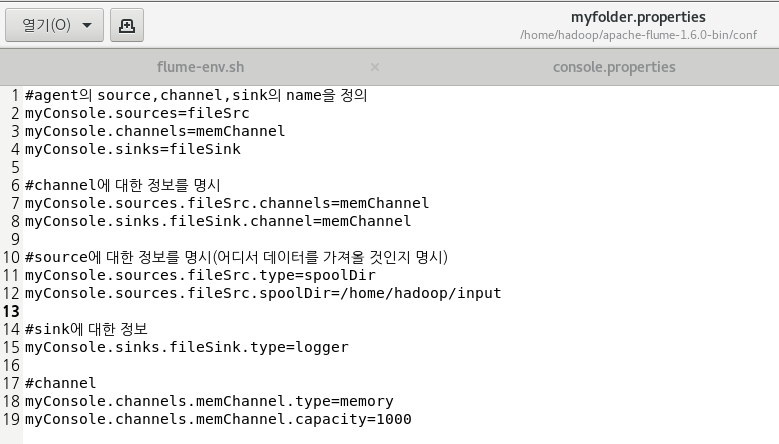 열기(O)
myfolder.properties
/home/hadoop/apache-flume-1.6.0-bin/conf
flume-env.sh × console.properties
1 #agent의 source,channel,sink의 name을 정의
2 myConsole.sources=fileSrc
3 myConsole.channels=memChannel
4 myConsole.sinks=fileSink
5
6 #channel에 대한 정보를 명시
7 myConsole.sources.fileSrc.channels=memChannel
8 myConsole.sinks.fileSink.channel=memChannel
9
10 #source에 대한 정보를 명시(어디서 데이터를 가져올 것인지 명시)
11 myConsole.sources.fileSrc.type=spoolDir
12 myConsole.sources.fileSrc.spoolDir=/home/hadoop/input
13
14 #sink에 대한 정보
15 myConsole.sinks.fileSink.type=logger
16
17 #channel
18 myConsole.channels.memChannel.type=memory
19 myConsole.channels.memChannel.capacity=1000